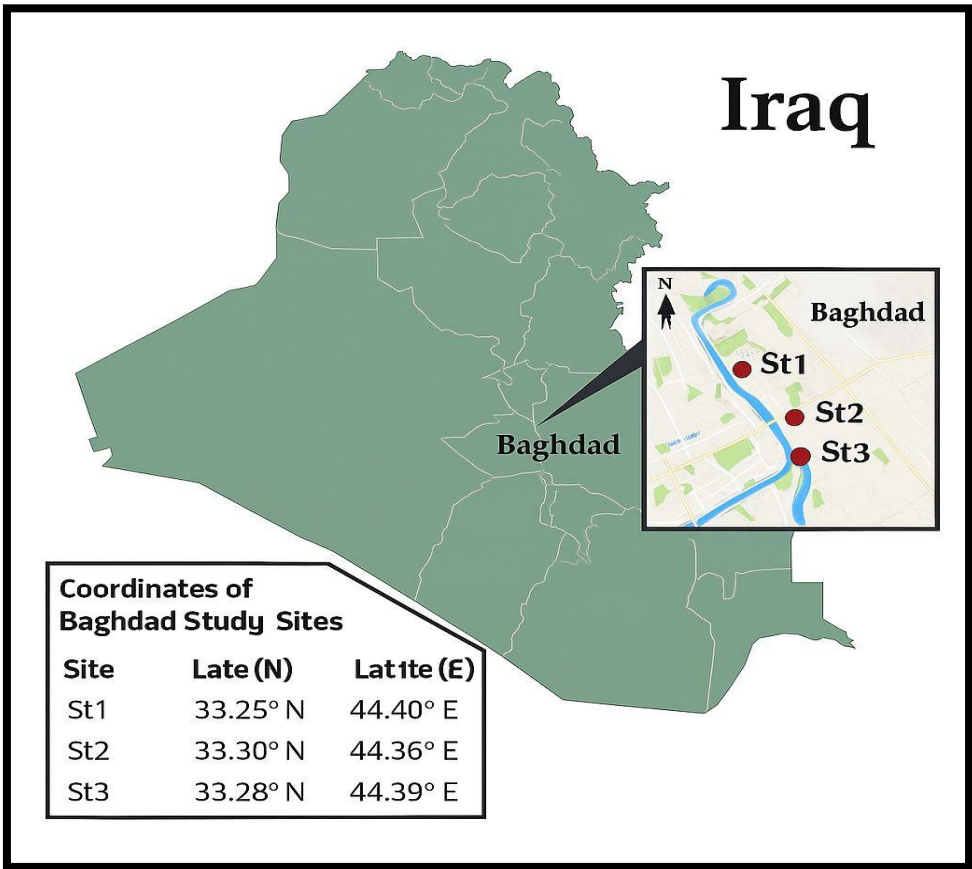 Iraq
N
Baghdad
St1
St2
St3
Baghdad
Coordinates of
Baghdad Study Sites
Site Late (N) Lat1te (E)
St1 33.25° N 44.40° E
St2 33.30° N 44.36° E
St3 33.28° N 44.39° E